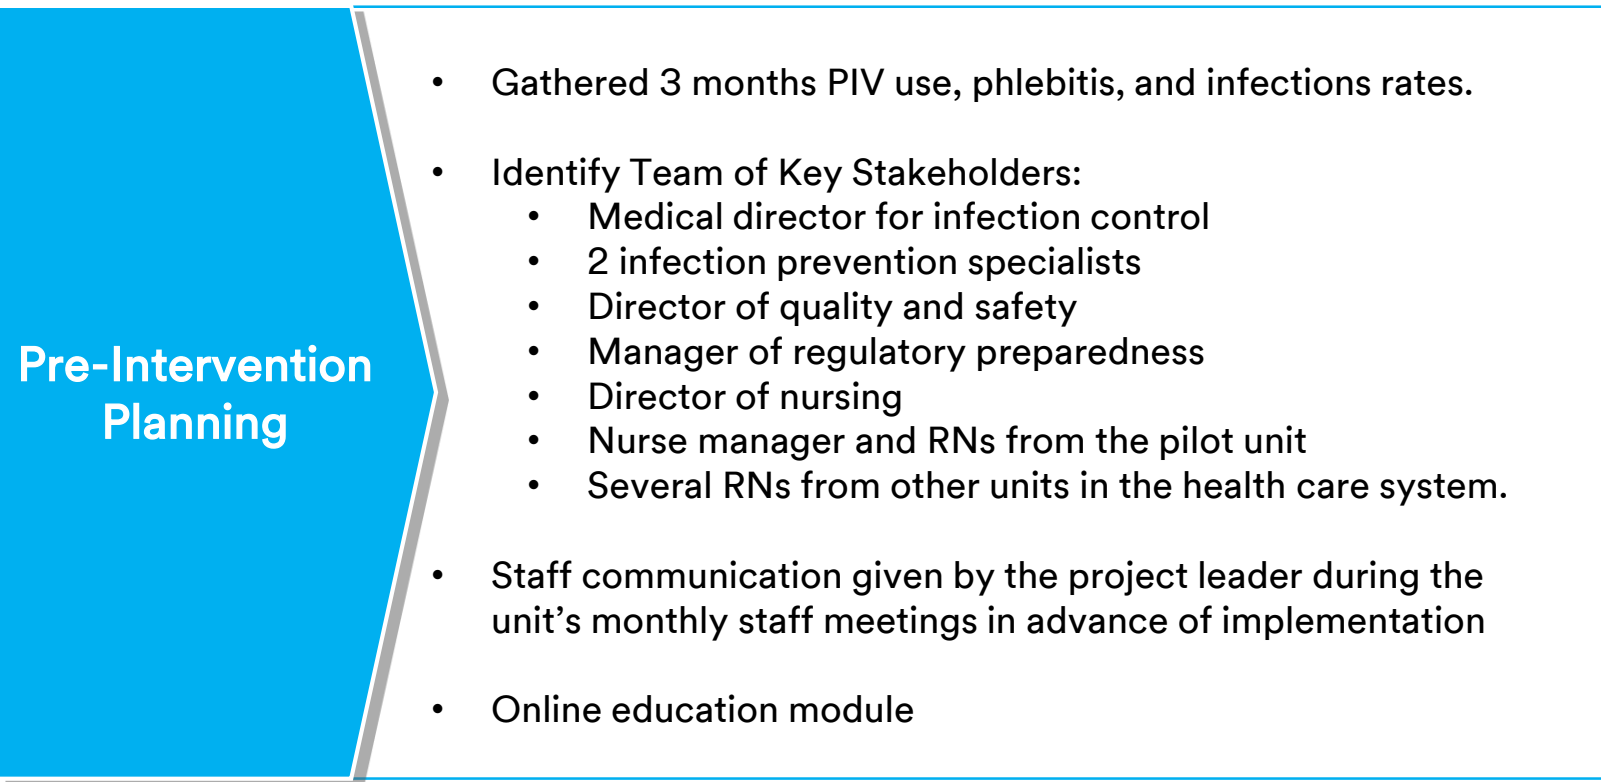 Pre-Intervention
Planning
• Gathered 3 months PIV use, phlebitis, and infections rates.
• Identify Team of Key Stakeholders:
• Medical director for infection control
• 2 infection prevention specialists
• Director of quality and safety
• Manager of regulatory preparedness
• Director of nursing
• Nurse manager and RNs from the pilot unit
• Several RNs from other units in the health care system.
• Staff communication given by the project leader during the
unit’s monthly staff meetings in advance of implementation
• Online education module